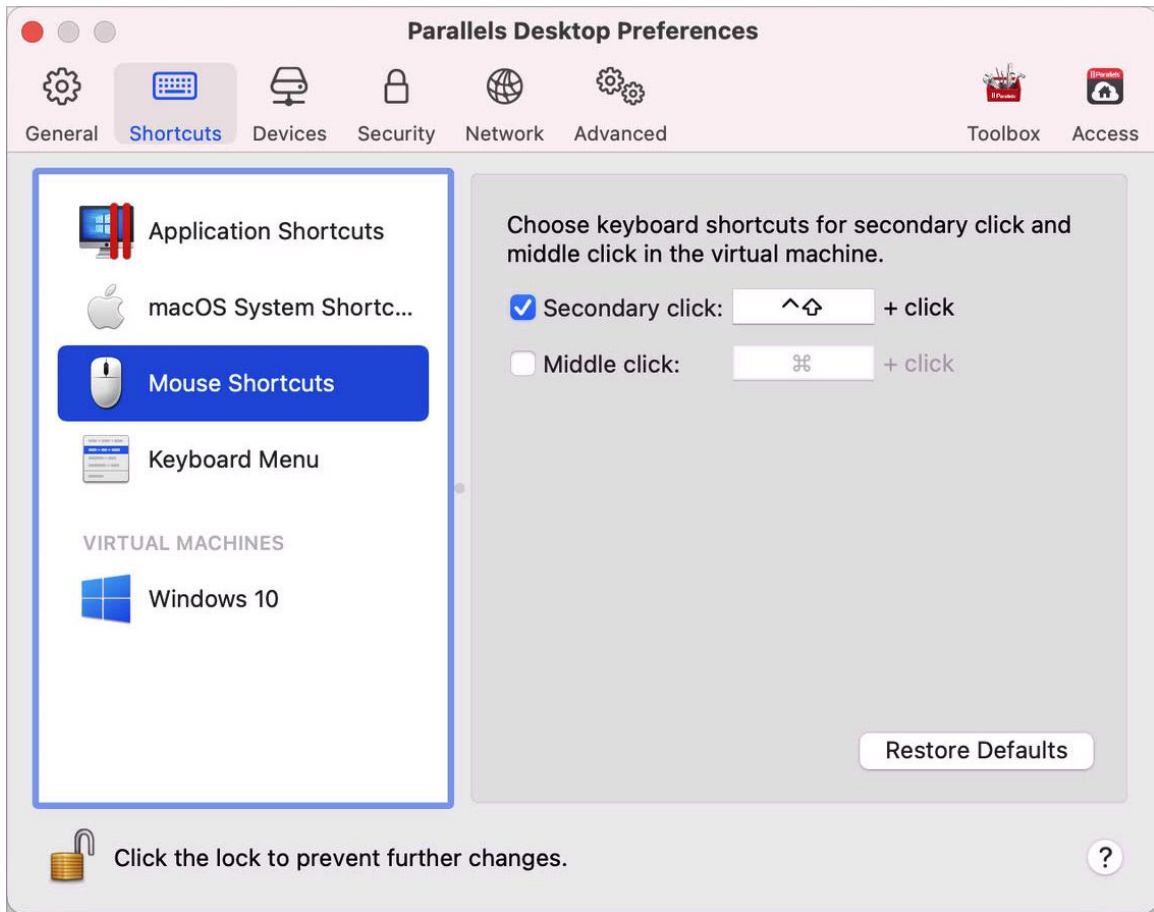 Parallels Desktop Preferences
General
Shortcuts
Devices
Security
Network
Advanced
Toolbox
Access
Application Shortcuts
macOS System Shortc...
Mouse Shortcuts
Keyboard Menu
VIRTUAL MACHINES
Windows 10
Choose keyboard shortcuts for secondary click and
middle click in the virtual machine.
Secondary click: ^⇧ + click
Middle click: ⌘ + click
Restore Defaults
Click the lock to prevent further changes.
?